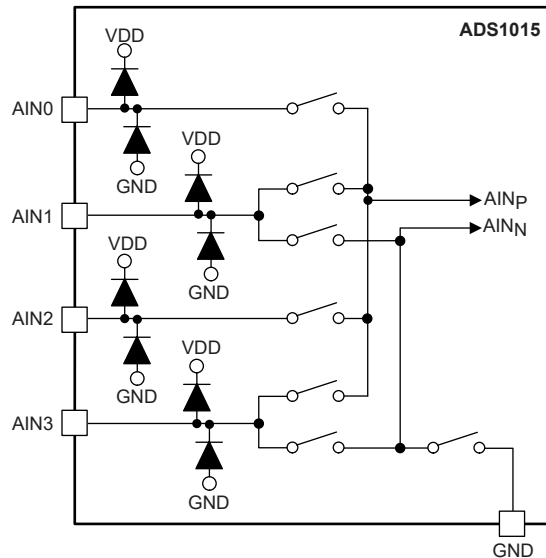 ADS1015
VDD
AIN0
GND
VDD
AIN1
GND
AINP
AINN
VDD
AIN2
GND
VDD
AIN3
GND
GND